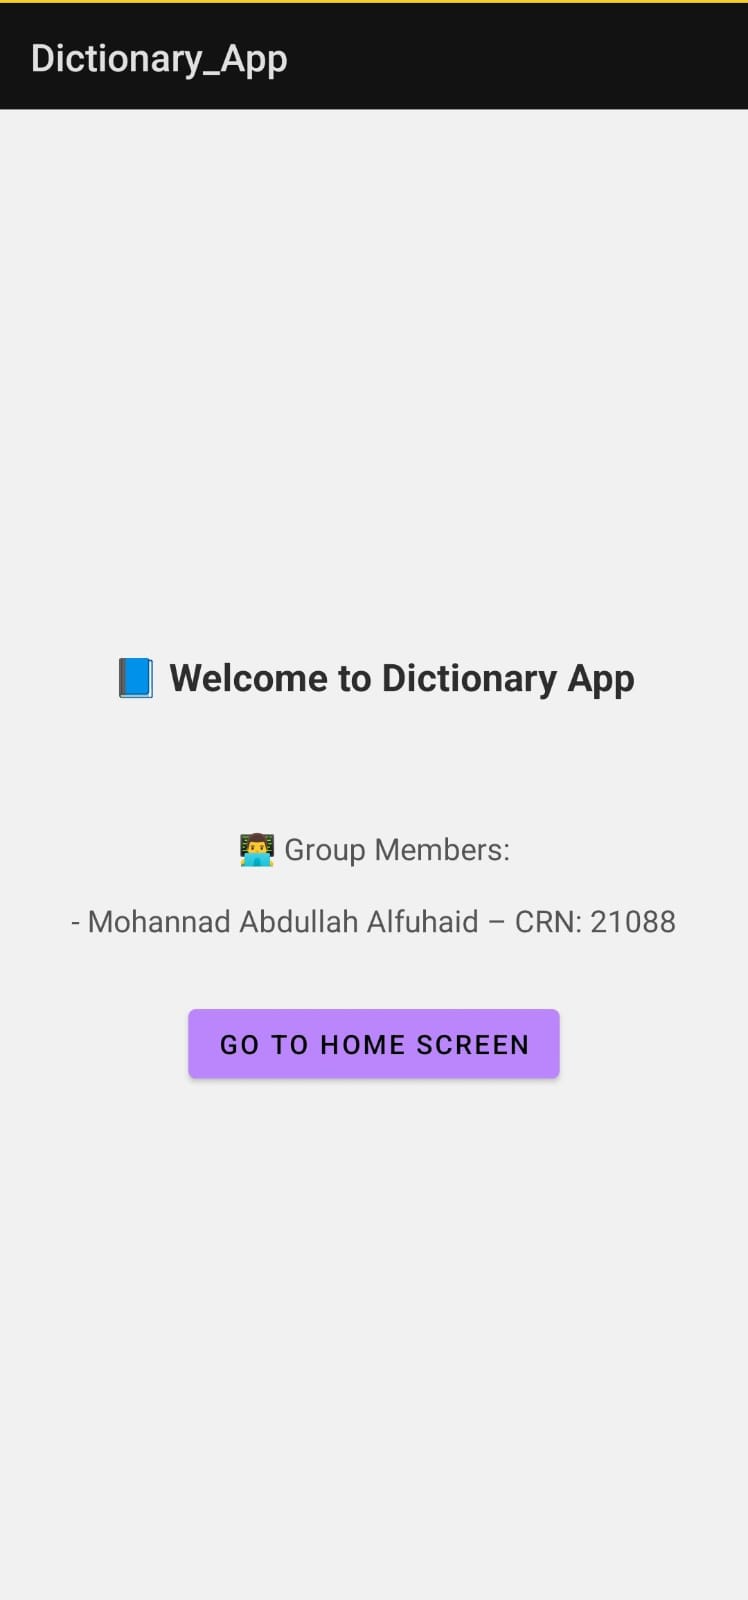 Dictionary_App
📘 Welcome to Dictionary App
👨‍💻 Group Members:
- Mohannad Abdullah Alfuhaid – CRN: 21088
GO TO HOME SCREEN